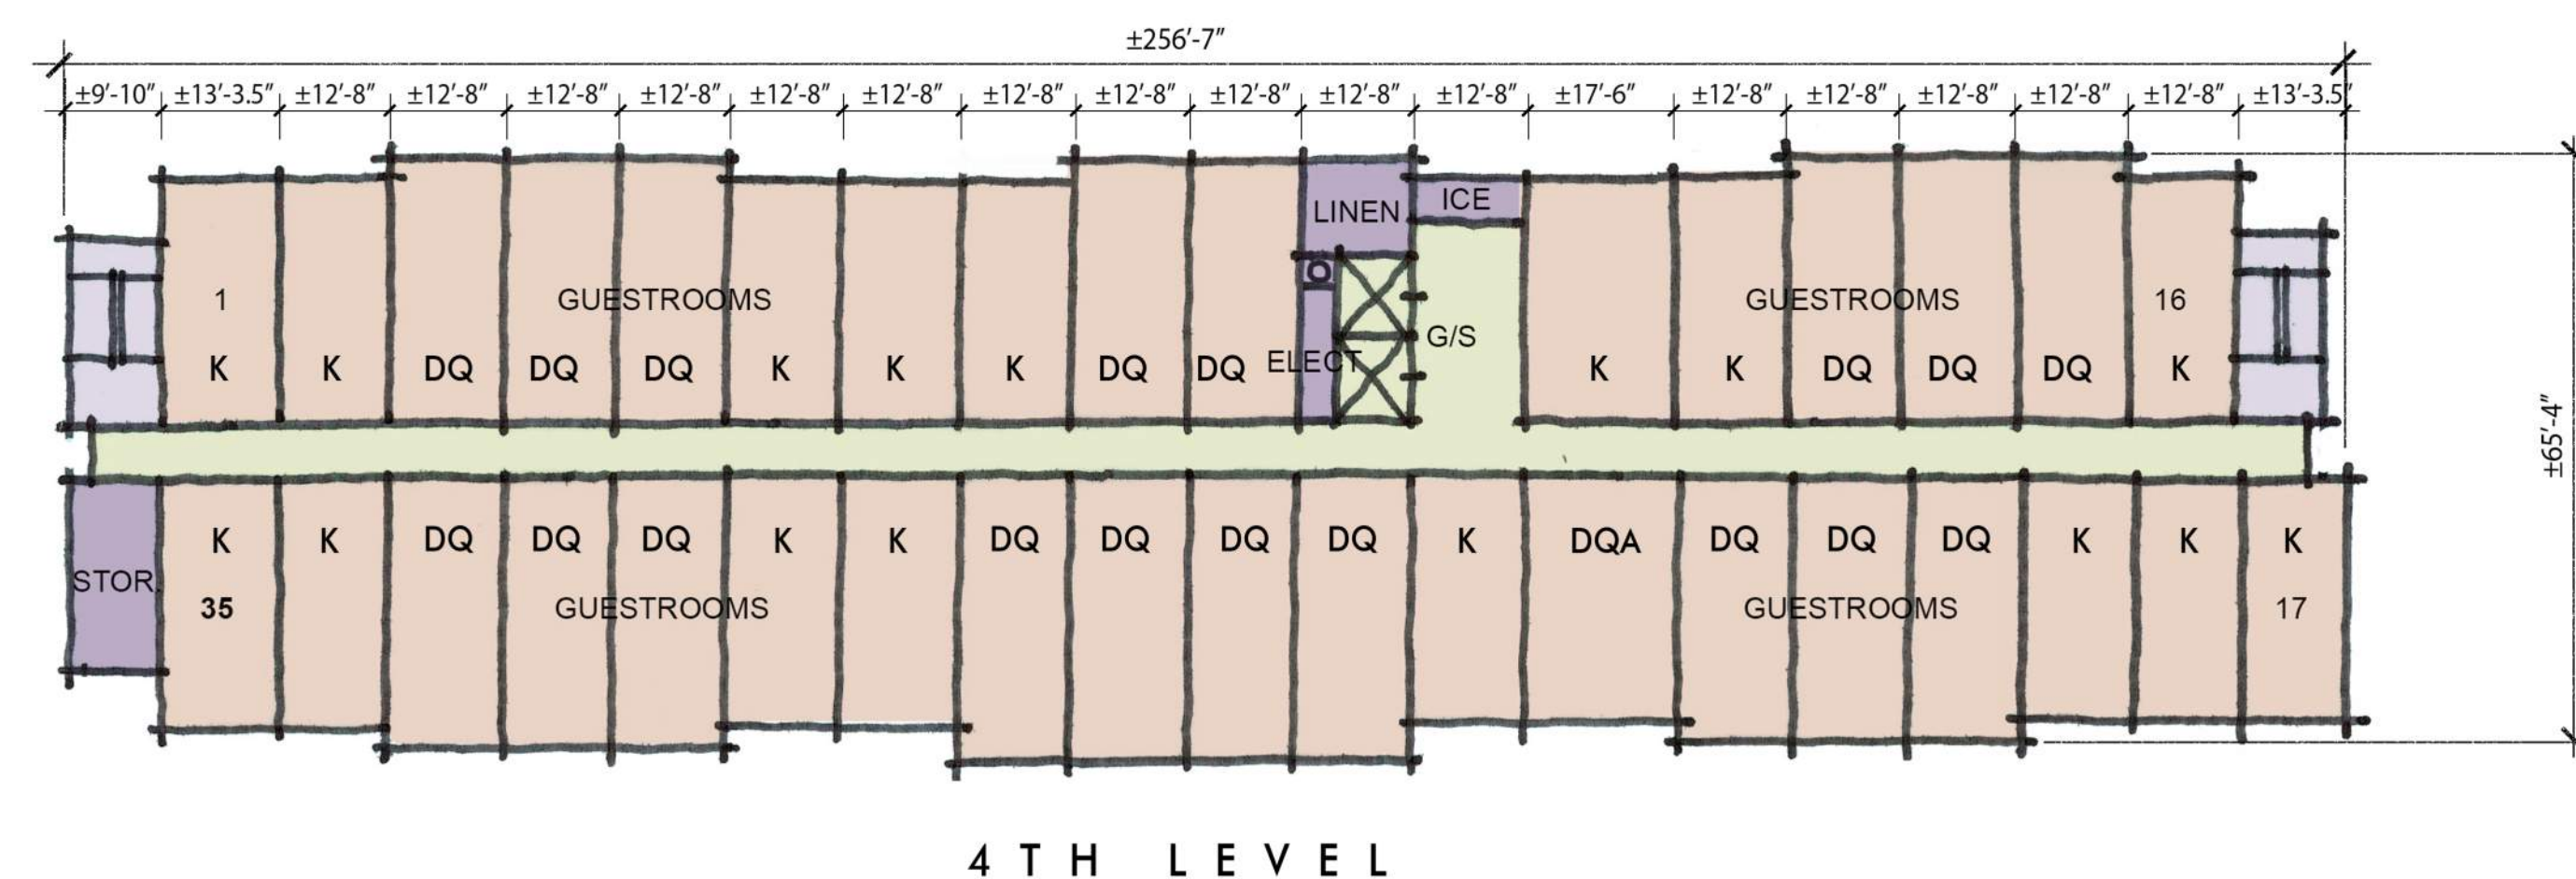 ±256'-7"
±9'-10" ±13'-3.5" ±12'-8" ±12'-8" ±12'-8" ±12'-8" ±12'-8" ±12'-8" ±12'-8" ±12'-8" ±12'-8" ±12'-8" ±12'-8" ±17'-6" ±12'-8" ±12'-8" ±12'-8" ±12'-8" ±12'-8" ±13'-3.5'
LINEN ICE
1 GUESTROOMS GUESTROOMS 16
G/S
ELECT
K K DQ DQ DQ K K K DQ DQ K K DQ DQ DQ K
±65'-4"
K K DQ DQ DQ K K DQ DQ DQ DQ K DQA DQ DQ DQ K K K
STOR.
35 GUESTROOMS GUESTROOMS 17
4TH LEVEL